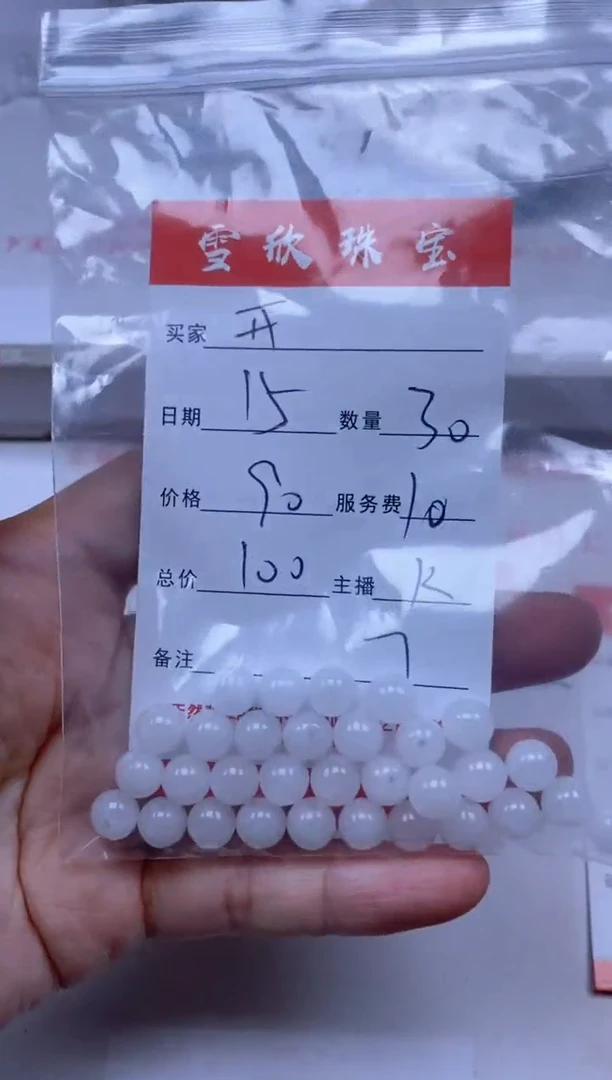 雪欣珠宝
买家 开
日期 15 数量 30
价格 90 服务费 10
总价 100 主播 K
备注 7